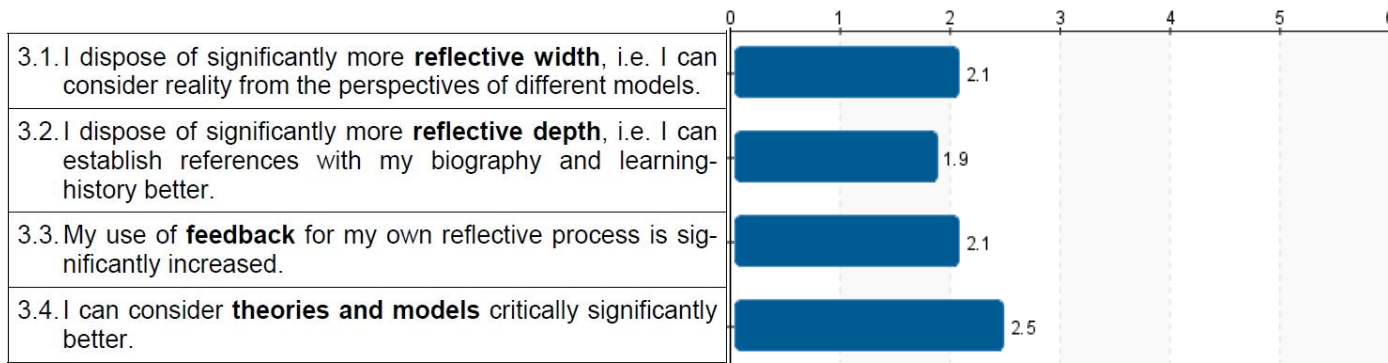 0 1 2 3 4 5 6
3.1. I dispose of significantly more reflective width, i.e. I can
consider reality from the perspectives of different models.
2.1
3.2. I dispose of significantly more reflective depth, i.e. I can
establish references with my biography and learning-
history better.
1.9
3.3. My use of feedback for my own reflective process is sig-
nificantly increased.
2.1
3.4. I can consider theories and models critically significantly
better.
2.5